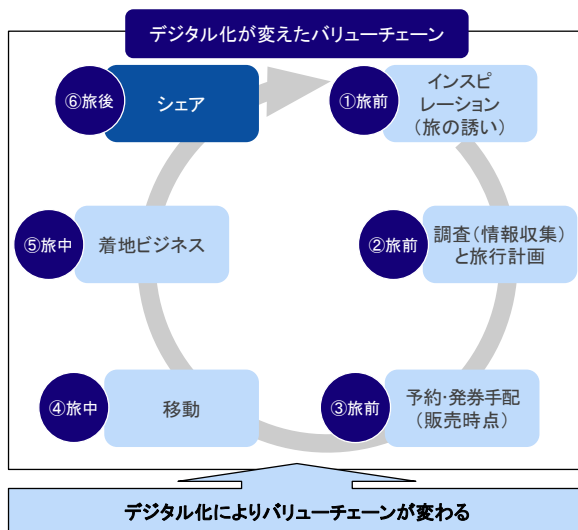 デジタル化が変えたバリューチェーン
①旅前
インスピ
レーション
(旅の誘い)
②旅前
調査(情報収集)
と旅行計画
③旅前
予約・発券手配
(販売時点)
④旅中
移動
⑤旅中
着地ビジネス
⑥旅後
シェア
デジタル化によりバリューチェーンが変わる